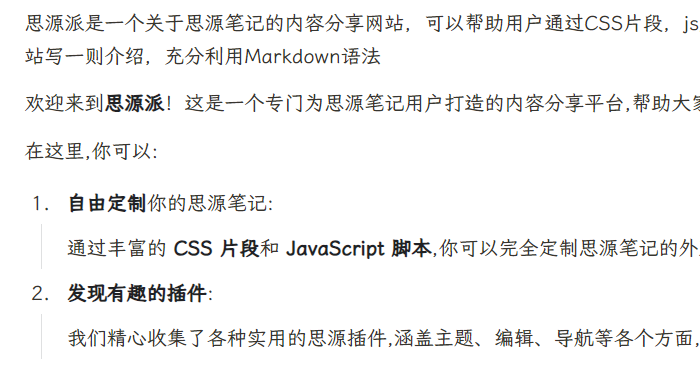 思源派是一个关于思源笔记的内容分享网站，可以帮助用户通过CSS片段，js
站写一则介绍，充分利用Markdown语法
欢迎来到思源派！这是一个专门为思源笔记用户打造的内容分享平台,帮助大家
在这里,你可以:
1. 自由定制你的思源笔记:
通过丰富的 CSS 片段和 JavaScript 脚本,你可以完全定制思源笔记的外
2. 发现有趣的插件:
我们精心收集了各种实用的思源插件,涵盖主题、编辑、导航等各个方面,